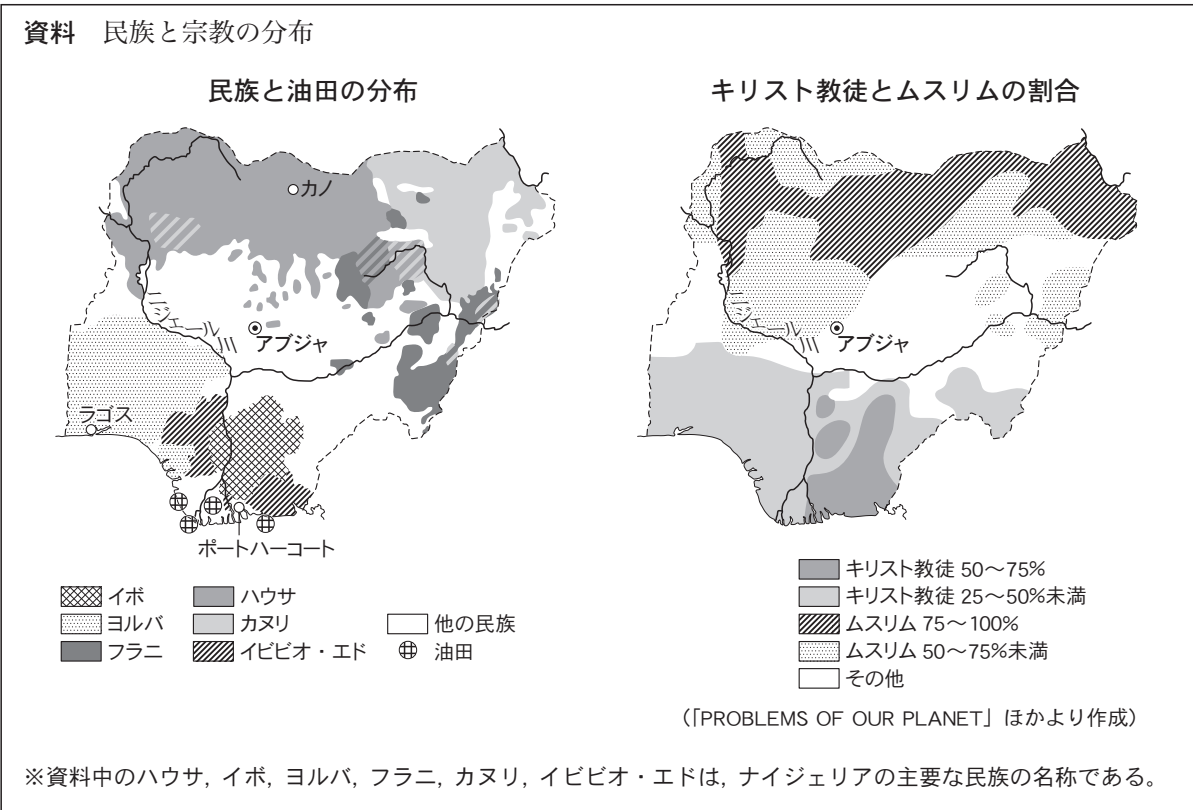 資料 民族と宗教の分布
民族と油田の分布
カノ
ニジェール川
アブジャ
ラゴス
ポートハーコート
イボ
ハウサ
ヨルバ
カヌリ
他の民族
フラニ
イビビオ・エド
油田
キリスト教徒とムスリムの割合
ニジェール川
アブジャ
キリスト教徒 50～75%
キリスト教徒 25～50%未満
ムスリム 75～100%
ムスリム 50～75%未満
その他
(「PROBLEMS OF OUR PLANET」ほかより作成)
※資料中のハウサ, イボ, ヨルバ, フラニ, カヌリ, イビビオ・エドは, ナイジェリアの主要な民族の名称である。